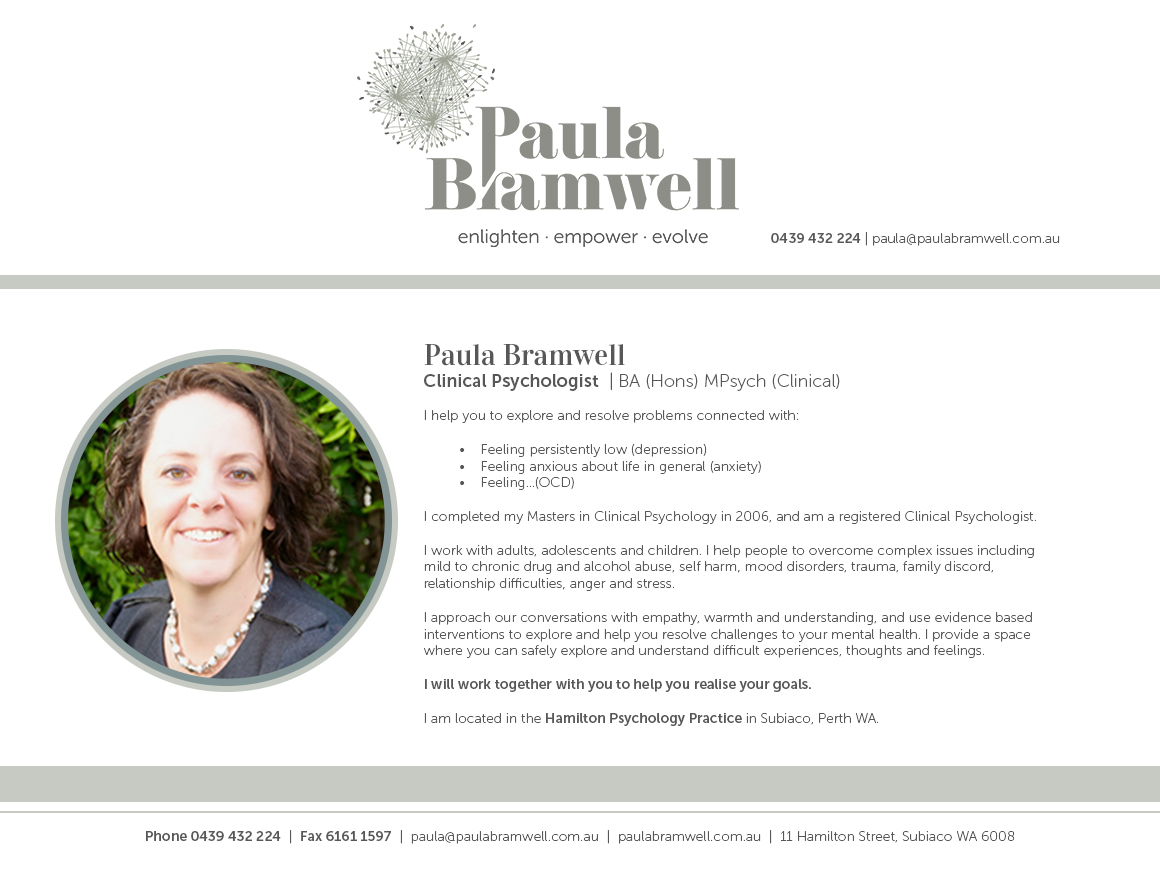 Paula
Bramwell
enlighten · empower · evolve
0439 432 224 | paula@paulabramwell.com.au
Paula Bramwell
Clinical Psychologist | BA (Hons) MPsych (Clinical)
I help you to explore and resolve problems connected with:
• Feeling persistently low (depression)
• Feeling anxious about life in general (anxiety)
• Feeling...(OCD)
I completed my Masters in Clinical Psychology in 2006, and am a registered Clinical Psychologist.
I work with adults, adolescents and children. I help people to overcome complex issues including
mild to chronic drug and alcohol abuse, self harm, mood disorders, trauma, family discord,
relationship difficulties, anger and stress.
I approach our conversations with empathy, warmth and understanding, and use evidence based
interventions to explore and help you resolve challenges to your mental health. I provide a space
where you can safely explore and understand difficult experiences, thoughts and feelings.
I will work together with you to help you realise your goals.
I am located in the Hamilton Psychology Practice in Subiaco, Perth WA.
Phone 0439 432 224 | Fax 6161 1597 | paula@paulabramwell.com.au | paulabramwell.com.au | 11 Hamilton Street, Subiaco WA 6008